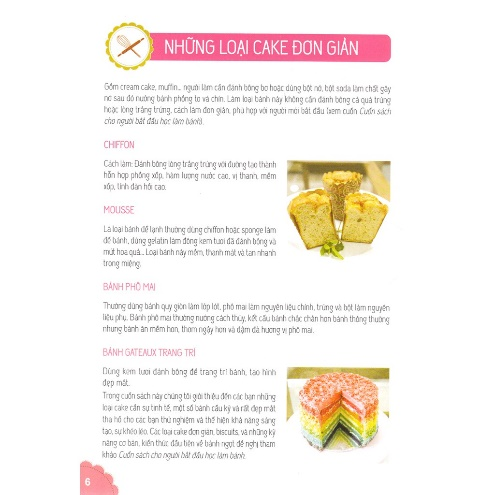 NHỮNG LOẠI CAKE ĐƠN GIẢN
Gồm cream cake, muffin... người làm cần đánh bông bơ hoặc dùng bột nở, bột soda làm chất gây
nở sau đó nướng bánh phồng to và chín. Làm loại bánh này không cần đánh bông cả quả trứng
hoặc lòng trắng trứng, cách làm đơn giản, phù hợp với người mới bắt đầu (xem cuốn Cuốn sách
cho người bắt đầu học làm bánh).
CHIFFON
Cách làm: Đánh bông lòng trắng trứng với đường tạo thành
hỗn hợp phồng xốp, hàm lượng nước cao, vị thanh, mềm
xốp, tính đàn hồi cao.
MOUSSE
Là loại bánh để lạnh thường dùng chiffon hoặc sponge làm
đế bánh, dùng gelatin làm đông kem tươi đã đánh bông và
mứt hoa quả... Loại bánh này mềm, thanh mát và tan nhanh
trong miệng.
BÁNH PHÔ MAI
Thường dùng bánh quy giòn làm lớp lót, phô mai làm nguyên liệu chính, trứng và bột làm nguyên
liệu phụ. Bánh phô mai thường nướng cách thủy, kết cấu bánh chắc chắn hơn bánh thông thường
nhưng bánh ăn mềm hơn, thơm ngậy hơn và đậm đà hương vị phô mai.
BÁNH GATEAUX TRANG TRÍ
Dùng kem tươi đánh bông để trang trí bánh, tạo hình
đẹp mắt.
Trong cuốn sách này chúng tôi giới thiệu đến các bạn những
loại cake cần sự tinh tế, một số bánh cầu kỳ và rất đẹp mắt
tha hồ cho các bạn thử nghiệm và thể hiện khả năng sáng
tạo, sự khéo léo. Các loại cake đơn giản, biscuits, và những kỹ
năng cơ bản, kiến thức đầu tiên về bánh ngọt đề nghị tham
khảo Cuốn sách cho người bắt đầu học làm bánh.
6